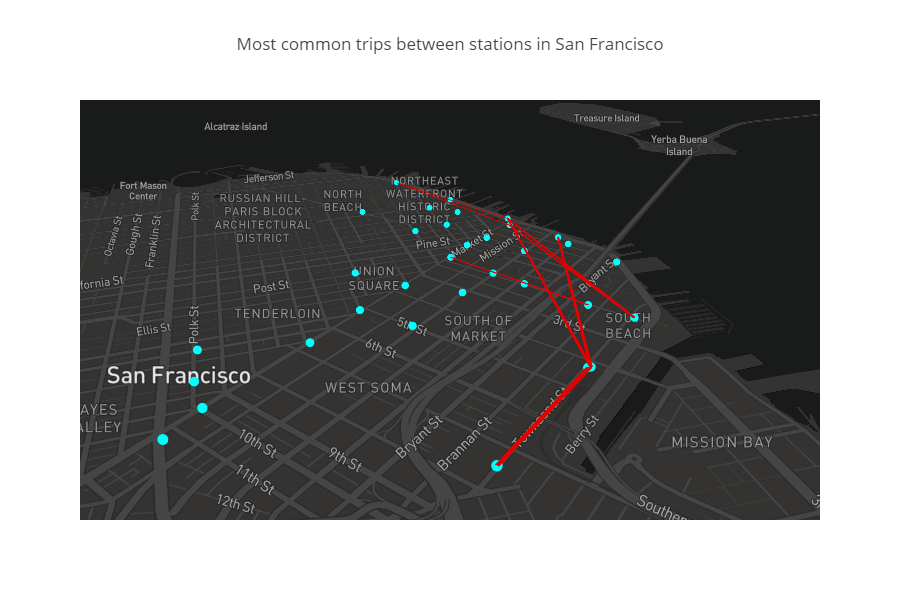 Most common trips between stations in San Francisco
Alcatraz Island
Treasure Island
Yerba Buena
Island
Fort Mason
Center
Jefferson St
Polk St
RUSSIAN HILL-
PARIS BLOCK
ARCHITECTURAL
DISTRICT
NORTH
BEACH
NORTHEAST
WATERFRONT
HISTORIC
DISTRICT
Octavia St
Gough St
Franklin St
Pine St
Market St
Mission St
Bryant St
fornia St
Post St
UNION
SQUARE
TENDERLOIN
Ellis St
Polk St
5th St
6th St
SOUTH OF
MARKET
3rd St
SOUTH
BEACH
San Francisco
WEST SOMA
AYES
ALLEY
10th St
9th St
11th St
12th St
Bryant St
Brannan St
Townsend St
Berry St
MISSION BAY
Souther